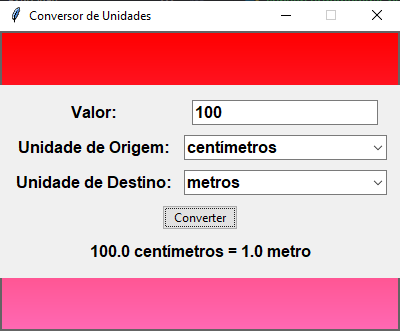 Conversor de Unidades
Valor: 100
Unidade de Origem: centímetros
Unidade de Destino: metros
Converter
100.0 centímetros = 1.0 metro